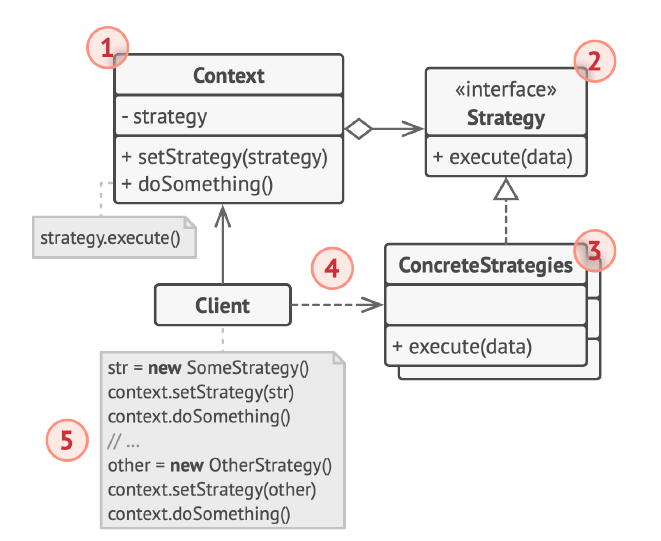 1
Context
- strategy
+ setStrategy(strategy)
+ doSomething()
strategy.execute()
2
«interface»
Strategy
+ execute(data)
3
ConcreteStrategies
+ execute(data)
4
Client
5
str = new SomeStrategy()
context.setStrategy(str)
context.doSomething()
// ...
other = new OtherStrategy()
context.setStrategy(other)
context.doSomething()